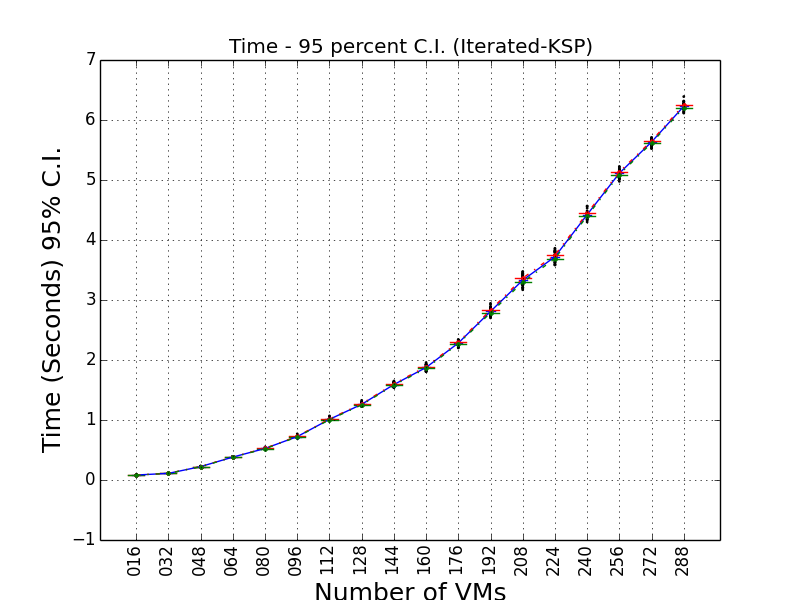 Time - 95 percent C.I. (Iterated-KSP)
Time (Seconds) 95% C.I.
7
6
5
4
3
2
1
0
−1
016 032 048 064 080 096 112 128 144 160 176 192 208 224 240 256 272 288
Number of VMs